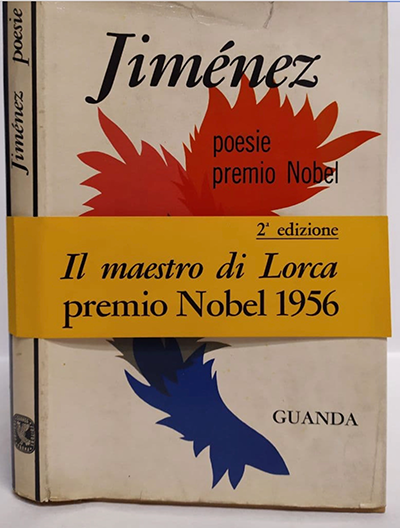 Jiménez
poesie
premio Nobel
2ª edizione
Il maestro di Lorca
premio Nobel 1956
GUANDA
Jiménez poesie